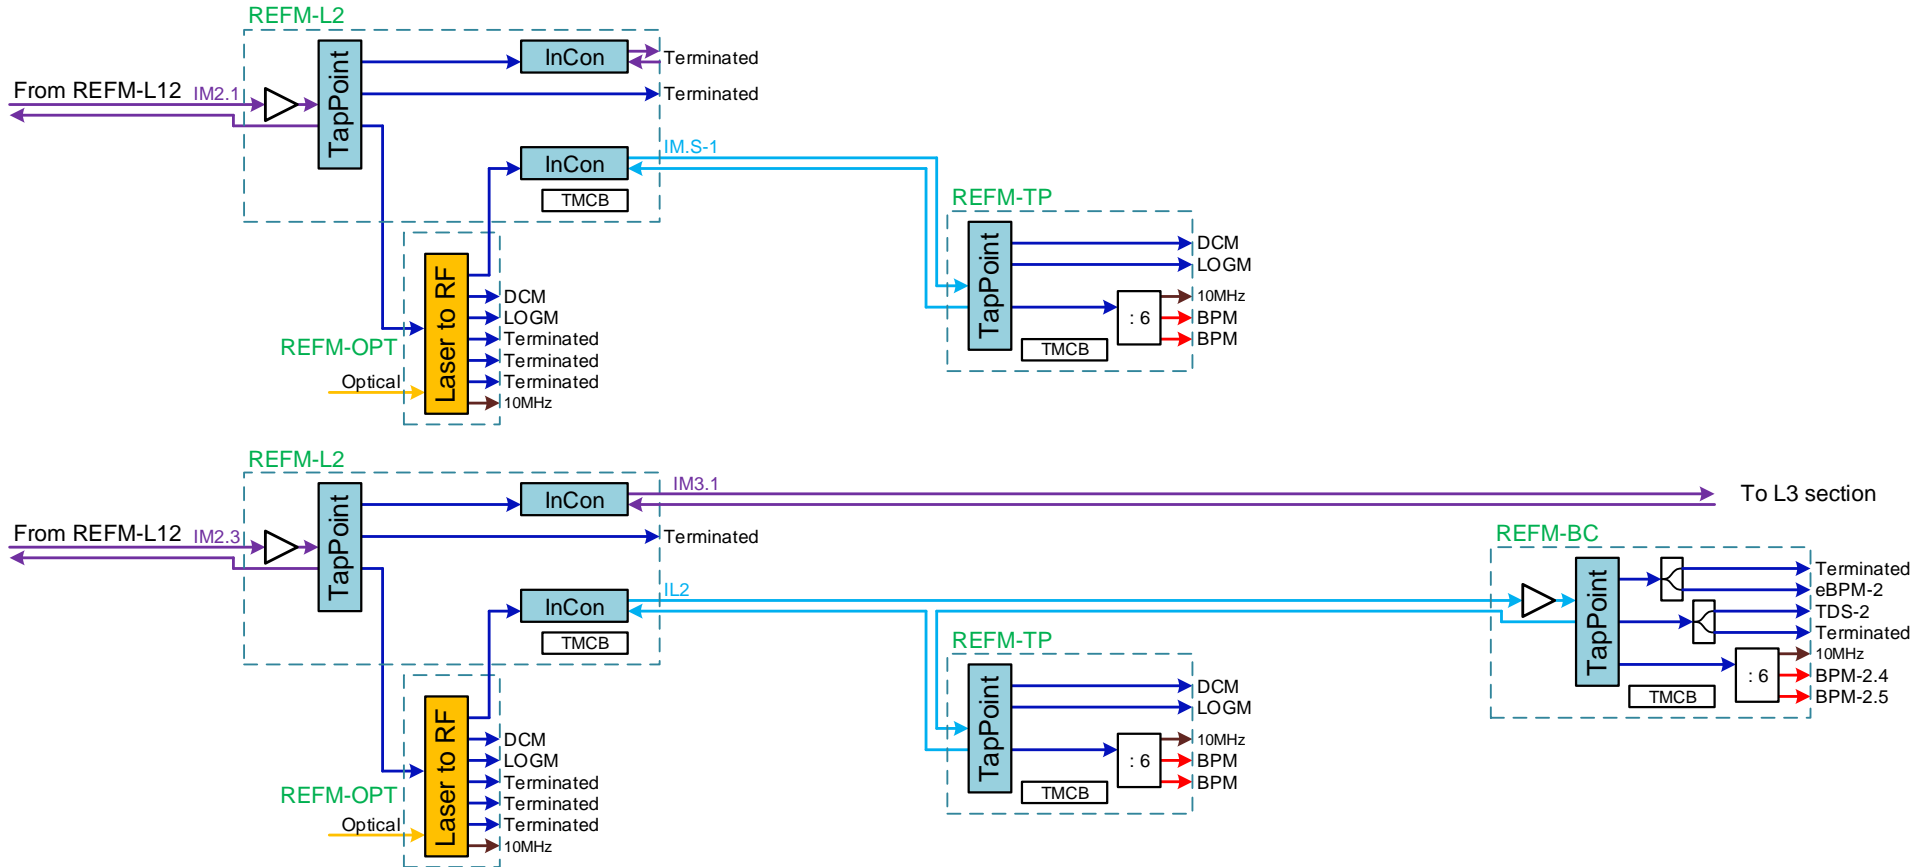 REFM-L2
TapPoint
InCon
Terminated
From REFM-L12
IM2.1
Terminated
InCon
IM.S-1
TMCB
REFM-TP
Laser to RF
TapPoint
DCM
LOGM
10MHz
: 6
BPM
BPM
TMCB
DCM
LOGM
Terminated
REFM-OPT
Terminated
Optical
Terminated
10MHz
REFM-L2
TapPoint
InCon
IM3.1
To L3 section
From REFM-L12
IM2.3
Terminated
REFM-BC
InCon
IL2
TMCB
TapPoint
Terminated
eBPM-2
TDS-2
Terminated
10MHz
: 6
BPM-2.4
BPM-2.5
TMCB
REFM-TP
TapPoint
DCM
LOGM
10MHz
: 6
BPM
BPM
TMCB
Laser to RF
DCM
LOGM
Terminated
REFM-OPT
Terminated
Optical
Terminated
10MHz